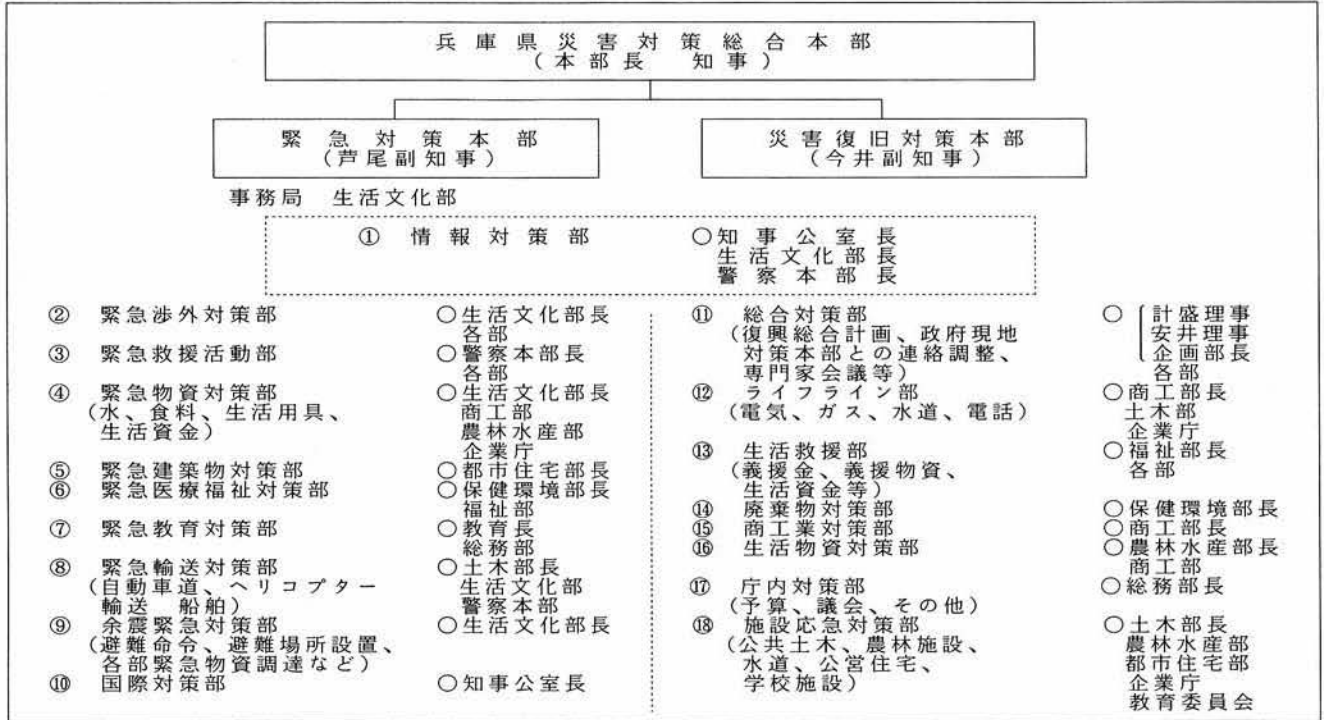 兵庫県災害対策総合本部
（本部長 知事）
緊急対策本部
（芦尾副知事）
災害復旧対策本部
（今井副知事）
事務局 生活文化部
① 情報対策部 ○知事公室長
生活文化部長
警察本部長
② 緊急渉外対策部 ○生活文化部長
各部
③ 緊急救援活動部 ○警察本部長
各部
④ 緊急物資対策部 ○生活文化部長
（水、食料、生活用具、 商工部
生活資金） 農林水産部
企業庁
⑤ 緊急建築物対策部 ○都市住宅部長
⑥ 緊急医療福祉対策部 ○保健環境部長
福祉部
⑦ 緊急教育対策部 ○教育長
総務部
⑧ 緊急輸送対策部 ○土木部長
（自動車道、ヘリコプター 生活文化部
輸送 船舶） 警察本部
⑨ 余震緊急対策部 ○生活文化部長
（避難命令、避難場所設置、
各部緊急物資調達など）
⑩ 国際対策部 ○知事公室長
⑪ 総合対策部 ○計盛理事
（復興総合計画、政府現地 安井理事
対策本部との連絡調整、 企画部長
専門家会議等） 各部
⑫ ライフライン部 ○商工部長
（電気、ガス、水道、電話） 土木部
企業庁
⑬ 生活救援部 ○福祉部長
（義援金、義援物資、 各部
生活資金等）
⑭ 廃棄物対策部 ○保健環境部長
⑮ 商工業対策部 ○商工部長
⑯ 生活物資対策部 ○農林水産部長
商工部
⑰ 庁内対策部 ○総務部長
（予算、議会、その他）
⑱ 施設応急対策部 ○土木部長
（公共土木、農林施設、 農林水産部
水道、公営住宅、 都市住宅部
学校施設） 企業庁
教育委員会